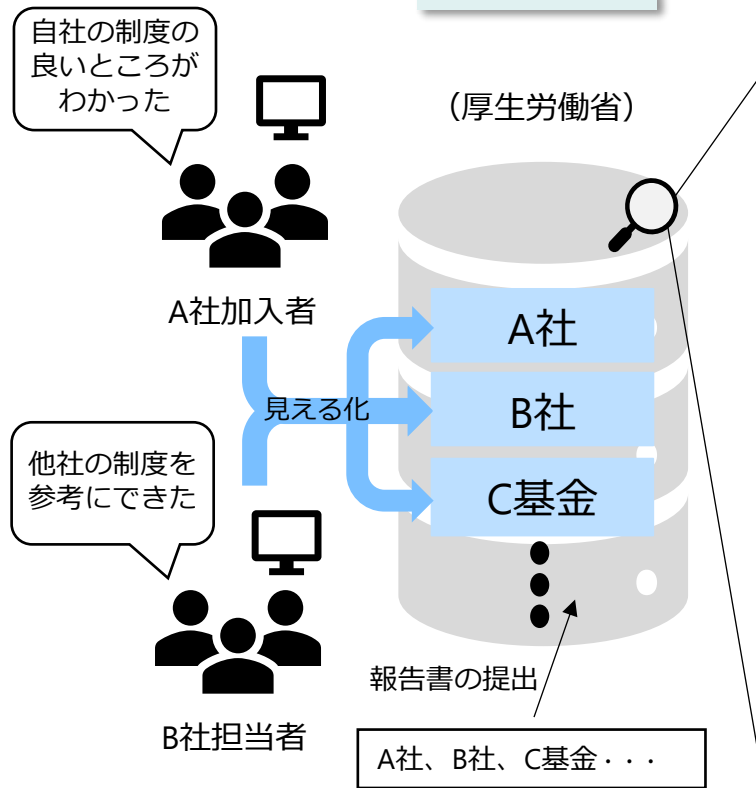 自社の制度の
良いところが
わかった
（厚生労働省）
A社加入者
A社
見える化
B社
他社の制度を
参考にできた
C基金
報告書の提出
B社担当者
A社、B社、C基金・・・